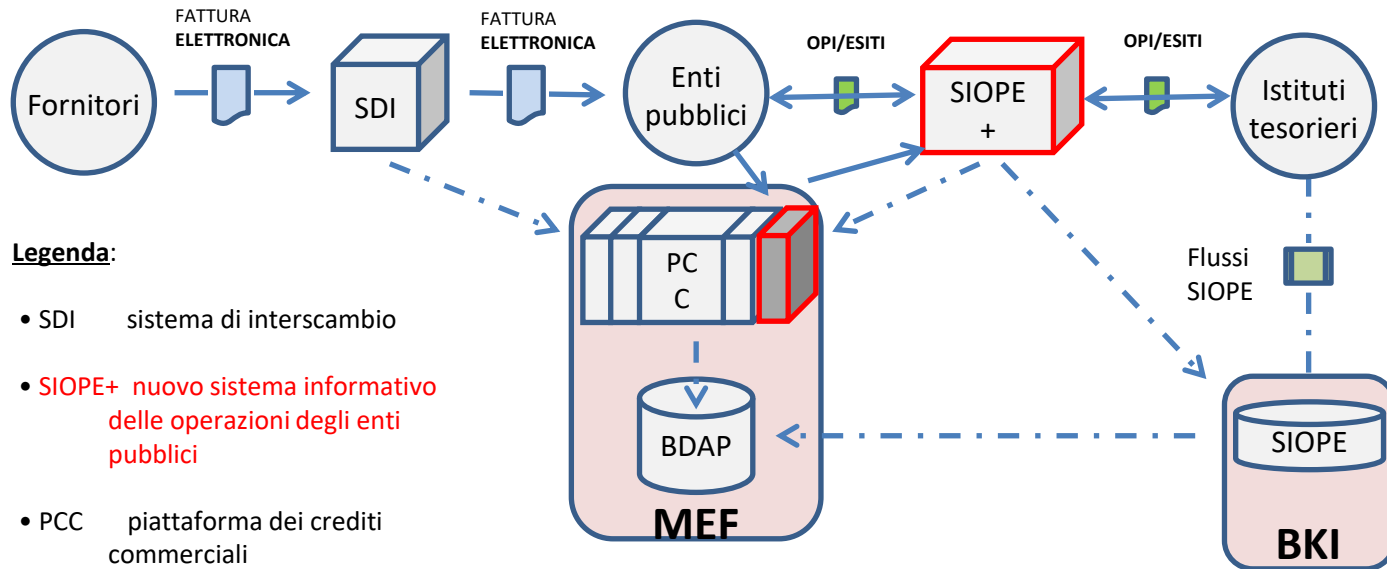 FATTURA
ELETTRONICA
FATTURA
ELETTRONICA
OPI/ESITI
OPI/ESITI
Fornitori
SDI
Enti
pubblici
SIOPE
+
Istituti
tesorieri
Legenda:
• SDI sistema di interscambio
• SIOPE+ nuovo sistema informativo
delle operazioni degli enti
pubblici
• PCC piattaforma dei crediti
commerciali
PC
C
BDAP
MEF
Flussi
SIOPE
SIOPE
BKI